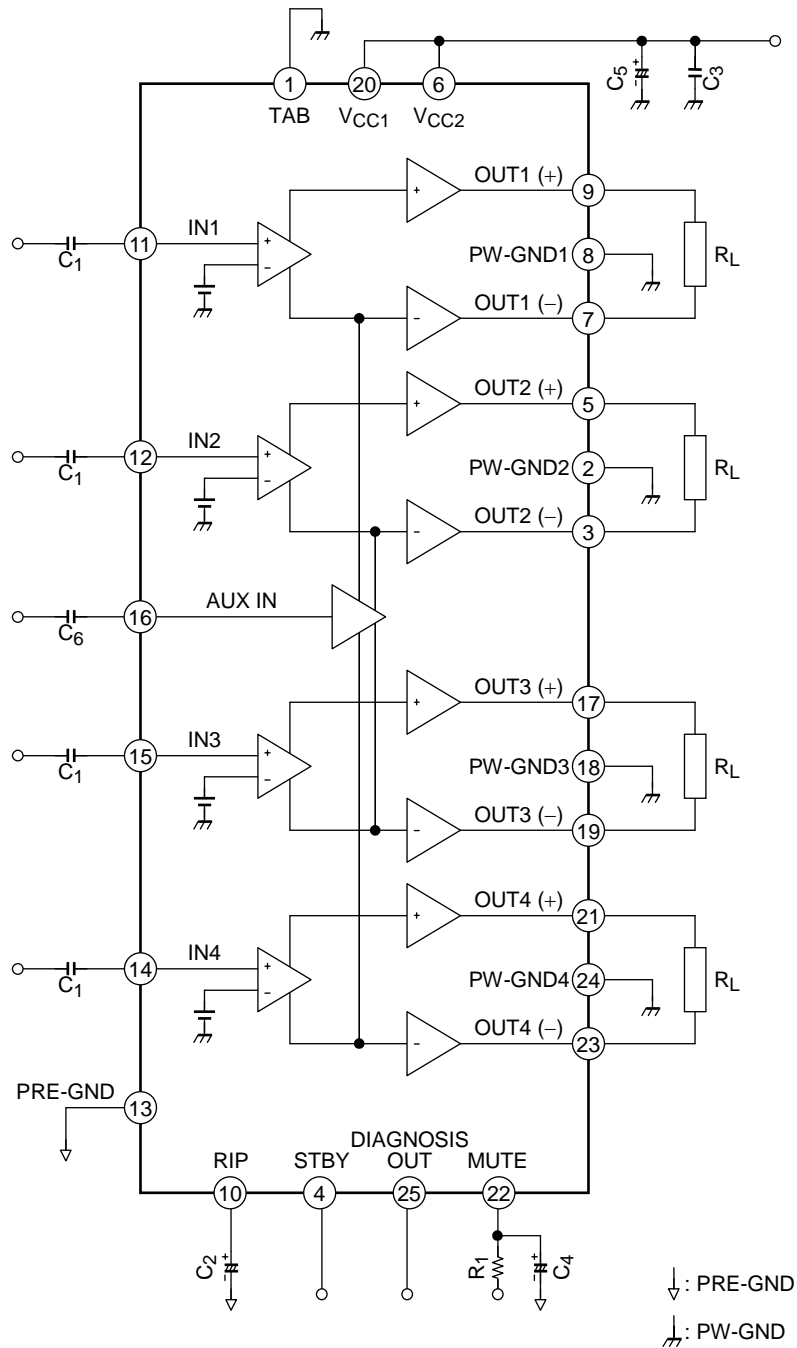 1 20 6
TAB VCC1 VCC2
C5 C3
OUT1 (+) 9
11 IN1 C1
PW-GND1 8 RL
OUT1 (−) 7
OUT2 (+) 5
12 IN2 C1
PW-GND2 2 RL
OUT2 (−) 3
16 AUX IN
C6
OUT3 (+) 17
15 IN3 C1
PW-GND3 18 RL
OUT3 (−) 19
OUT4 (+) 21
14 IN4 C1
PW-GND4 24 RL
OUT4 (−) 23
PRE-GND 13
DIAGNOSIS
RIP STBY OUT MUTE
10 4 25 22
C2 R1 C4
: PRE-GND
: PW-GND